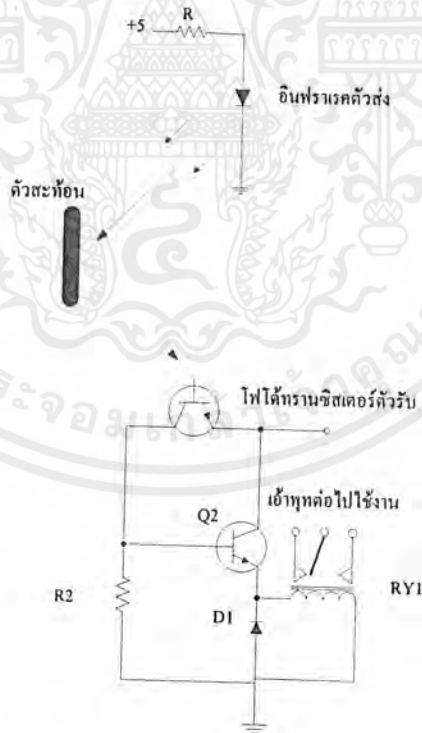 R
+5
อินฟราเรดตัวส่ง
ตัวสะท้อน
โฟโต้ทรานซิสเตอร์ตัวรับ
เอ้าพุทต่อไปใช้งาน
Q2
R2
D1
RY1